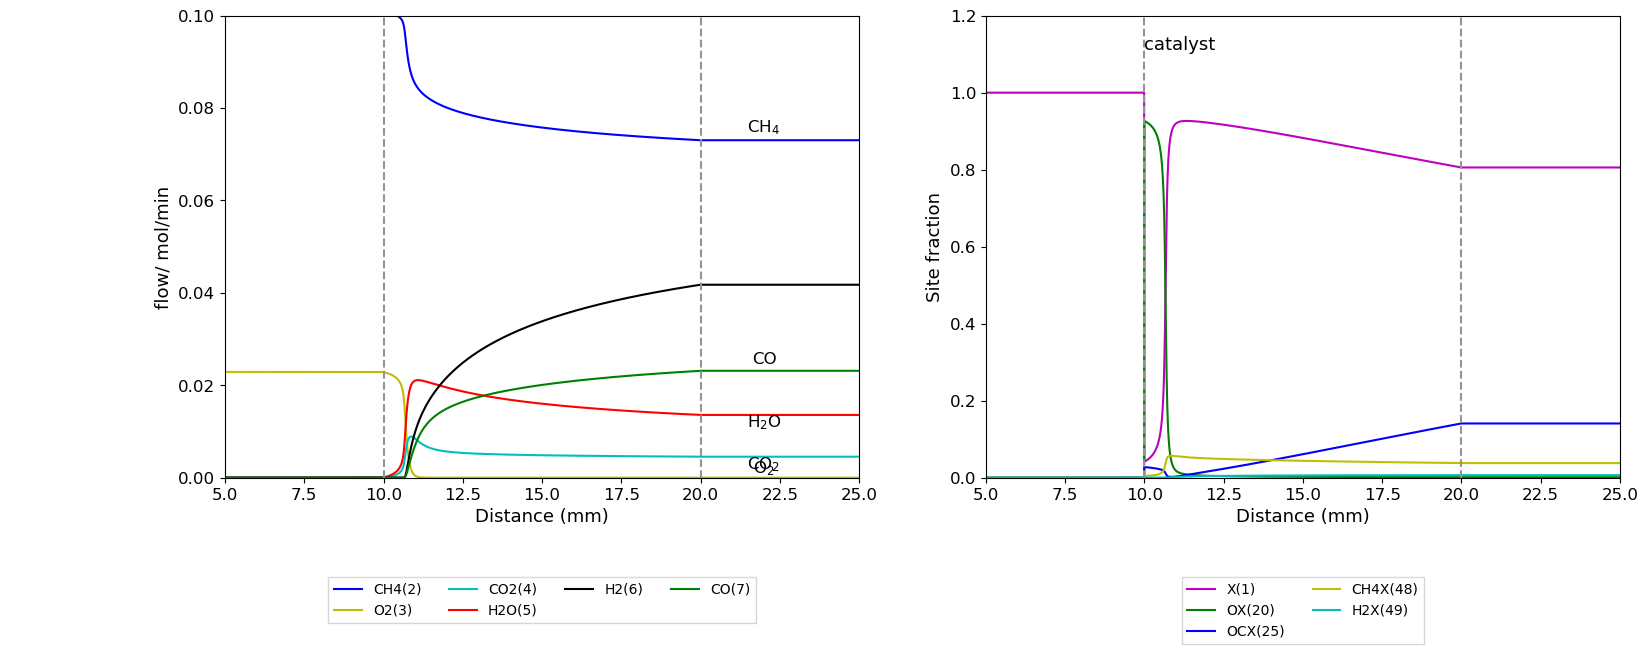 0.10
0.08
0.06
0.04
0.02
0.00
flow/ mol/min
CH4
CO
H2O
CO2
O2
5.0 7.5 10.0 12.5 15.0 17.5 20.0 22.5 25.0
Distance (mm)
CH4(2) CO2(4) H2(6) CO(7)
O2(3) H2O(5)
1.2
1.0
0.8
0.6
0.4
0.2
0.0
Site fraction
catalyst
5.0 7.5 10.0 12.5 15.0 17.5 20.0 22.5 25.0
Distance (mm)
X(1) CH4X(48)
OX(20) H2X(49)
OCX(25)